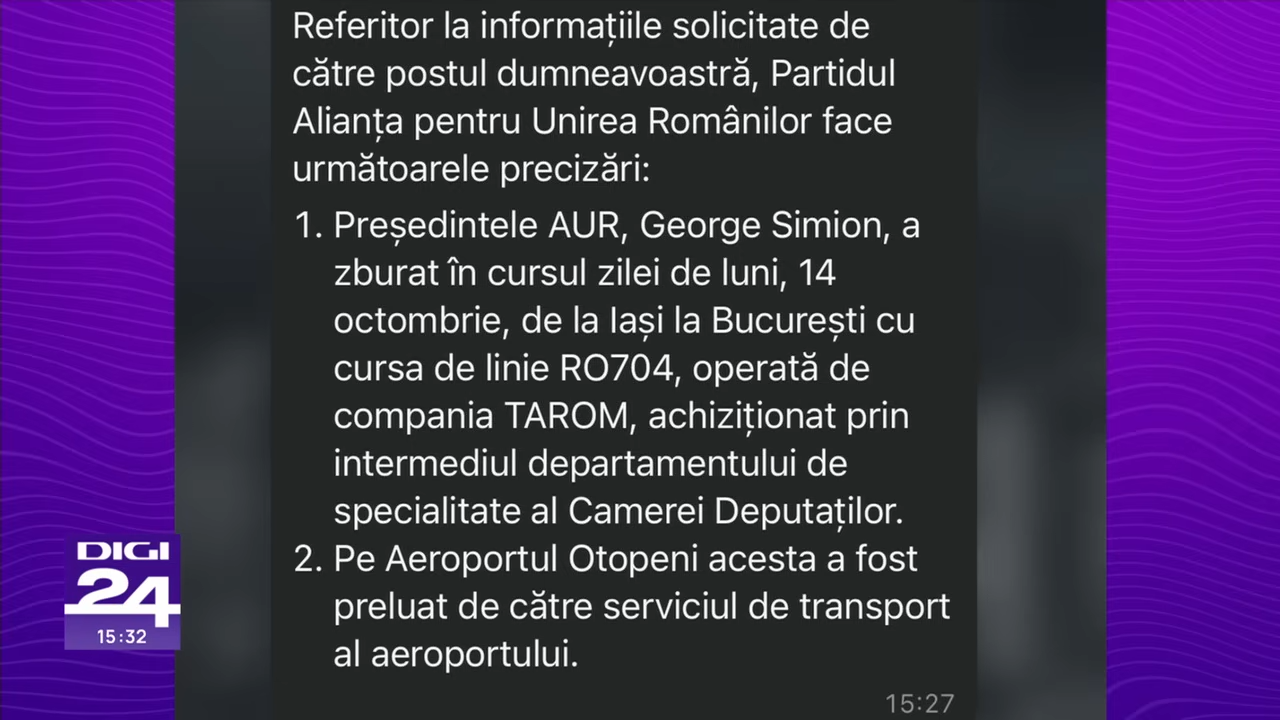 Referitor la informațiile solicitate de
către postul dumneavoastră, Partidul
Alianța pentru Unirea Românilor face
următoarele precizări:
1. Președintele AUR, George Simion, a
zburat în cursul zilei de luni, 14
octombrie, de la Iași la București cu
cursa de linie RO704, operată de
compania TAROM, achiziționat prin
intermediul departamentului de
specialitate al Camerei Deputaților.
2. Pe Aeroportul Otopeni acesta a fost
preluat de către serviciul de transport
al aeroportului.
15:27
DIGI
24
15:32